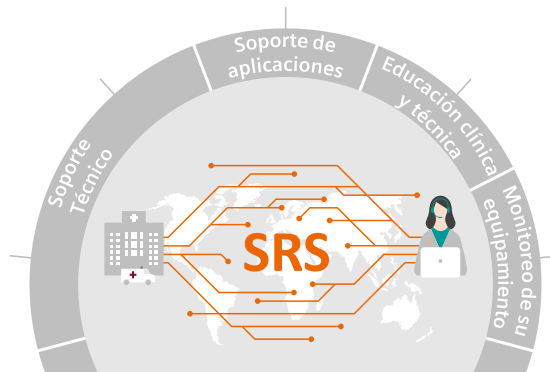 Soporte
Técnico
Soporte de
aplicaciones
Educación clínica
y técnica
Monitoreo de su
equipamiento
SRS